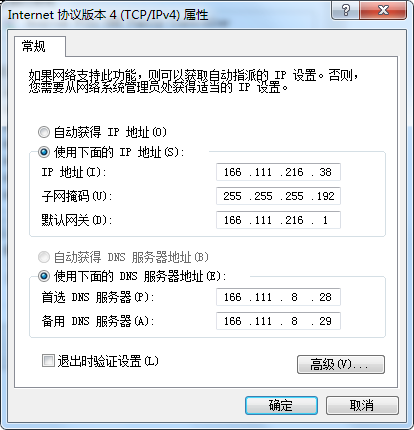 Internet 协议版本 4 (TCP/IPv4) 属性
常规
如果网络支持此功能，则可以获取自动指派的 IP 设置。否则，
您需要从网络系统管理员处获得适当的 IP 设置。
自动获得 IP 地址(O)
使用下面的 IP 地址(S):
IP 地址(I): 166 .111 .216 . 38
子网掩码(U): 255 .255 .255 .192
默认网关(D): 166 .111 .216 . 1
自动获得 DNS 服务器地址(B)
使用下面的 DNS 服务器地址(E):
首选 DNS 服务器(P): 166 .111 . 8 . 28
备用 DNS 服务器(A): 166 .111 . 8 . 29
退出时验证设置(L)
高级(V)...
确定 取消